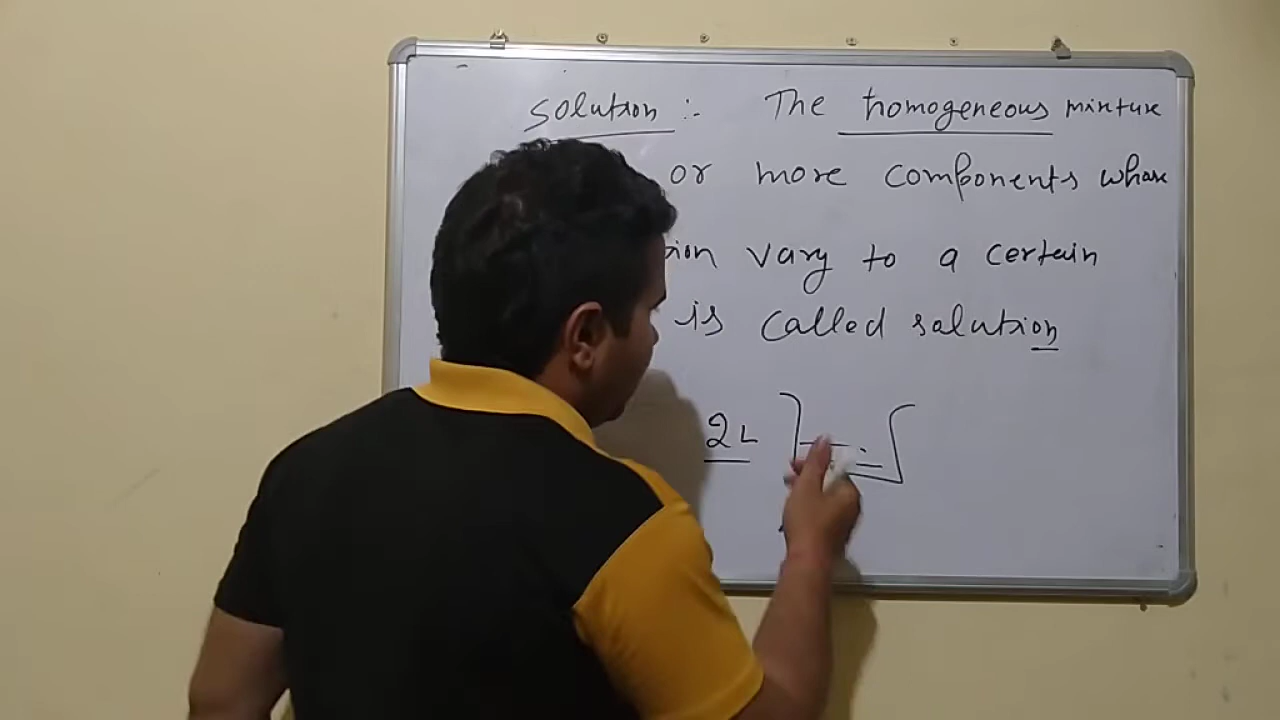 Solution :- The homogeneous mixture
or more components whose
vary to a certain
is called solution
2L